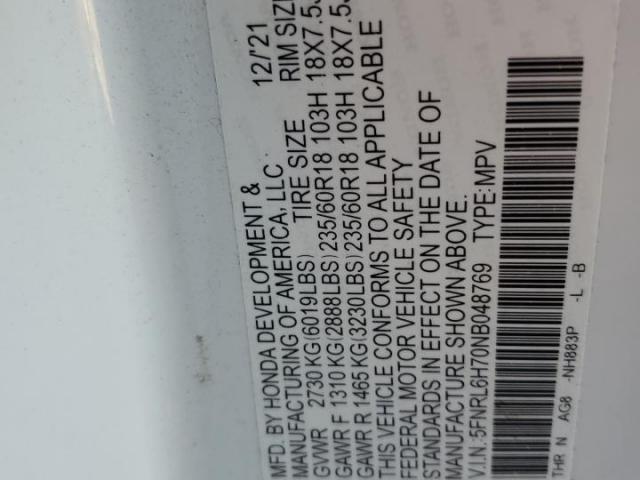 MFD. BY HONDA DEVELOPMENT & 12/'21
MANUFACTURING OF AMERICA, LLC
GVWR 2730 KG (6019LBS) TIRE SIZE RIM SIZE
GAWR F 1310 KG (2888LBS) 235/60R18 103H 18X7.5J
GAWR R 1465 KG (3230LBS) 235/60R18 103H 18X7.5J
THIS VEHICLE CONFORMS TO ALL APPLICABLE
FEDERAL MOTOR VEHICLE SAFETY
STANDARDS IN EFFECT ON THE DATE OF
MANUFACTURE SHOWN ABOVE.
V.I.N.:5FNRL6H70NB048769 TYPE:MPV
THR N AG8 -NH883P -L -B